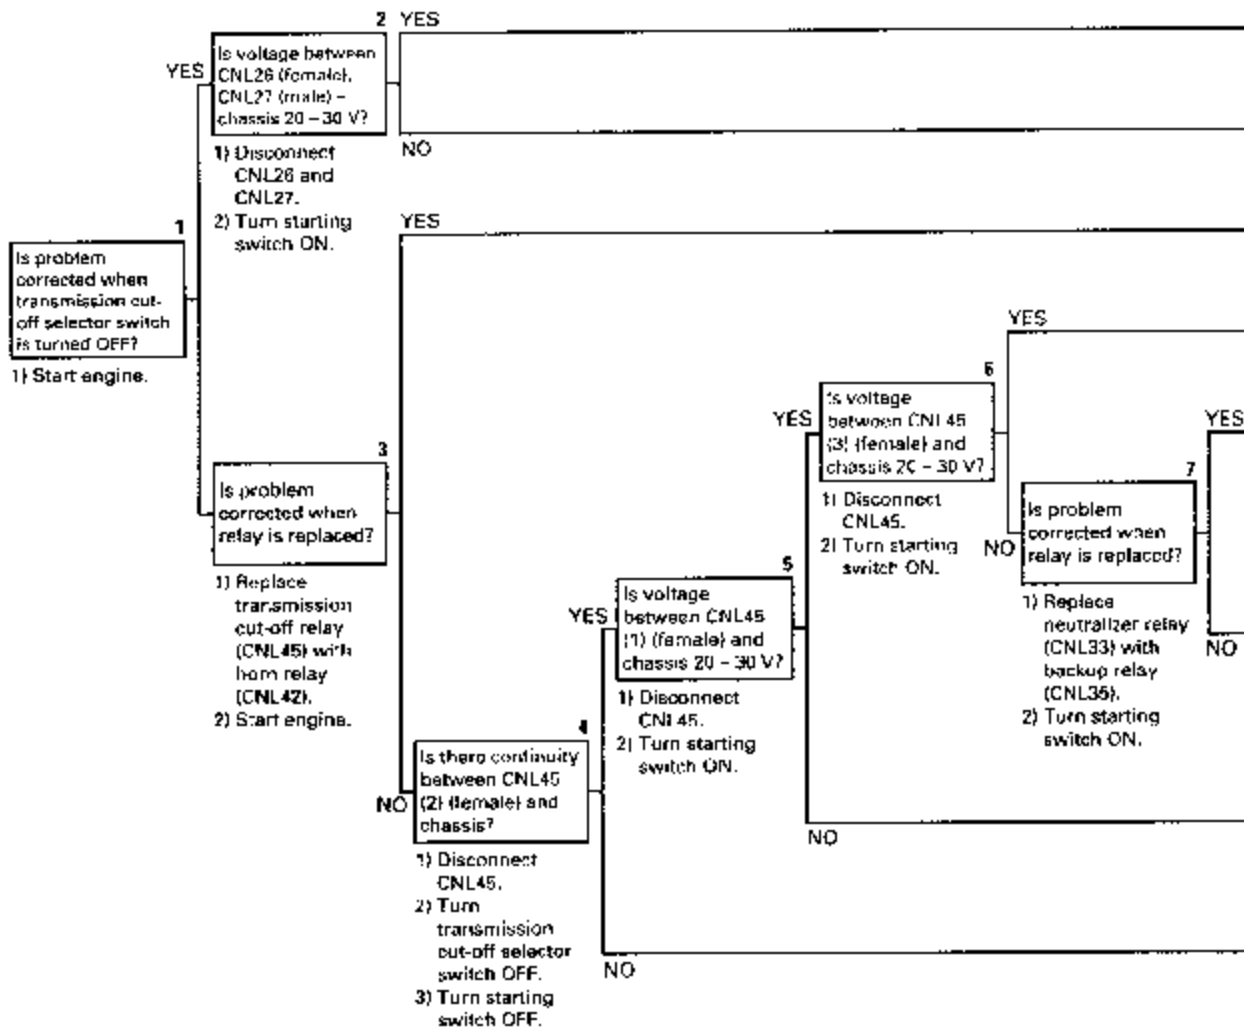 1
Is problem
corrected when
transmission cut-
off selector switch
is turned OFF?
1) Start engine.
YES
2
Is voltage between
CNL26 (female),
CNL27 (male) –
chassis 20 – 30 V?
1) Disconnect
CNL26 and
CNL27.
2) Turn starting
switch ON.
YES
NO
3
Is problem
corrected when
relay is replaced?
1) Replace
transmission
cut-off relay
(CNL45) with
horn relay
(CNL42).
2) Start engine.
YES
NO
4
Is there continuity
between CNL45
(2) (female) and
chassis?
1) Disconnect
CNL45.
2) Turn
transmission
cut-off selector
switch OFF.
3) Turn starting
switch OFF.
YES
NO
5
Is voltage
between CNL45
(1) (female) and
chassis 20 – 30 V?
1) Disconnect
CNL45.
2) Turn starting
switch ON.
YES
NO
6
Is voltage
between CNL45
(3) (female) and
chassis 20 – 30 V?
1) Disconnect
CNL45.
2) Turn starting
switch ON.
YES
NO
7
Is problem
corrected when
relay is replaced?
1) Replace
neutralizer relay
(CNL33) with
backup relay
(CNL35).
2) Turn starting
switch ON.
YES
NO